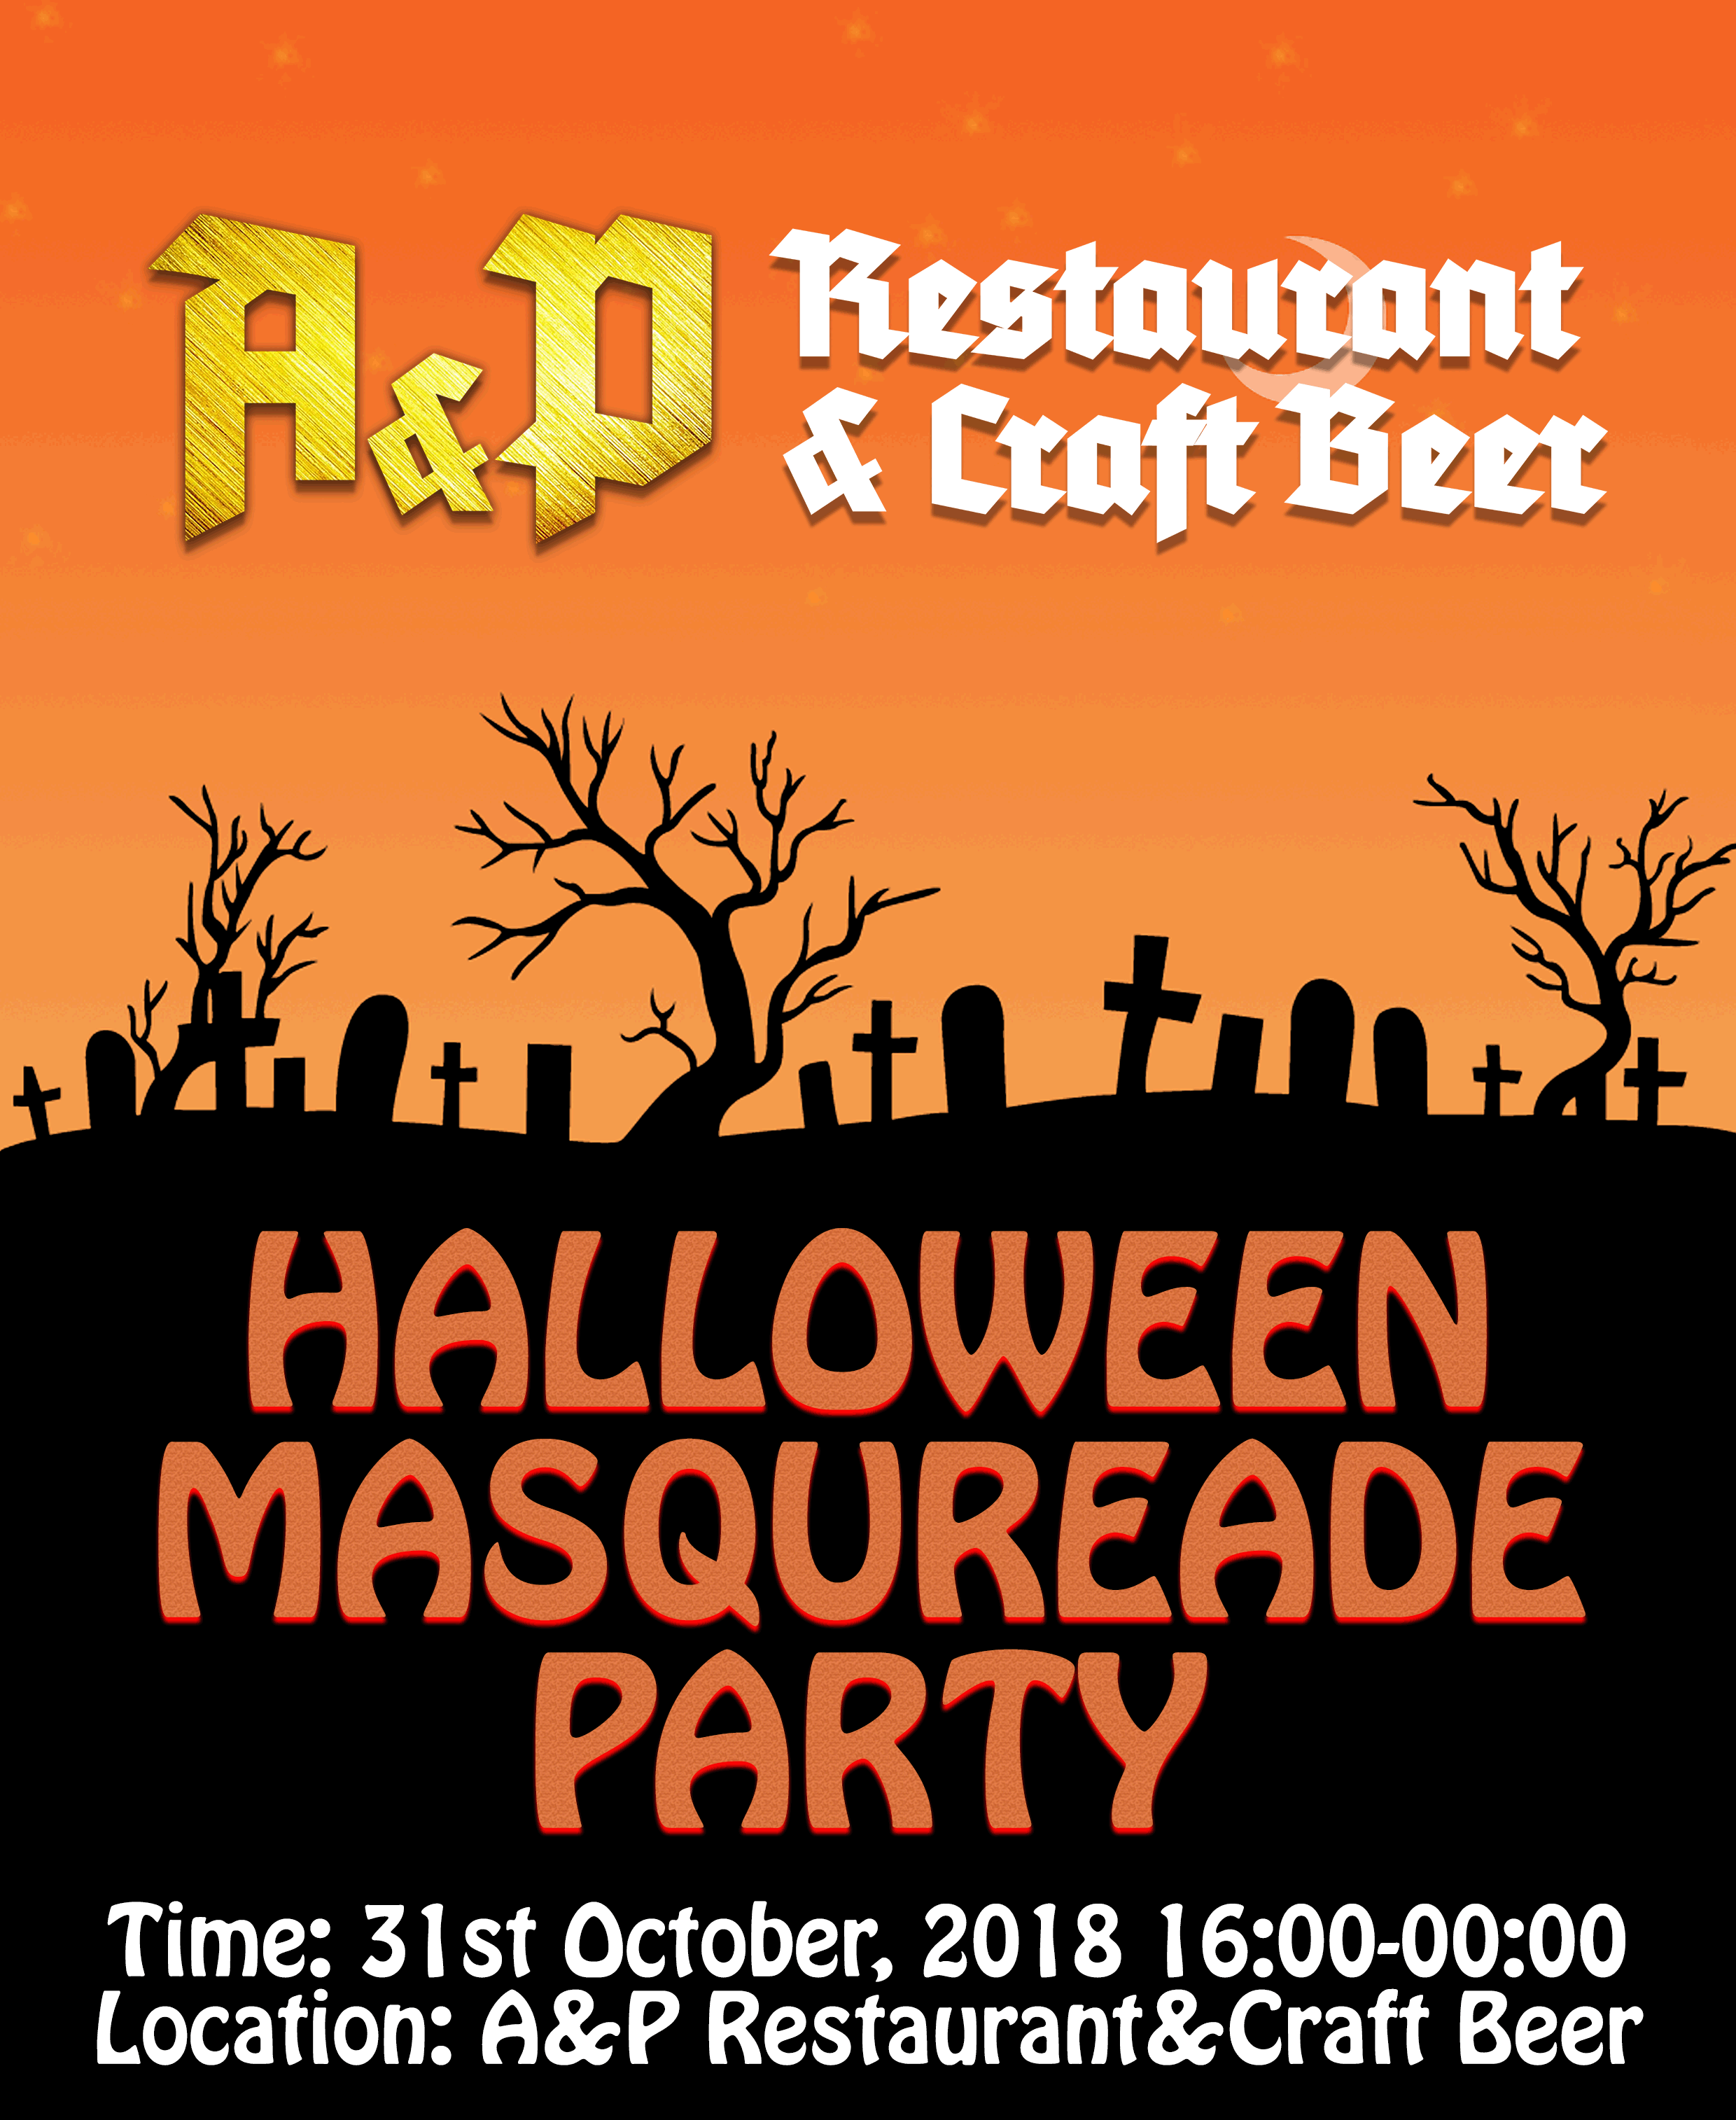 A&P Restaurant
& Craft Beer
HALLOWEEN
MASQUREADE
PARTY
Time: 31st October, 2018 16:00-00:00
Location: A&P Restaurant&Craft Beer